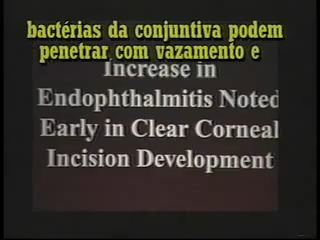 bactérias da conjuntiva podem
penetrar com vazamento e
Increase in
Endophthalmitis Noted
Early in Clear Corneal
Incision Development